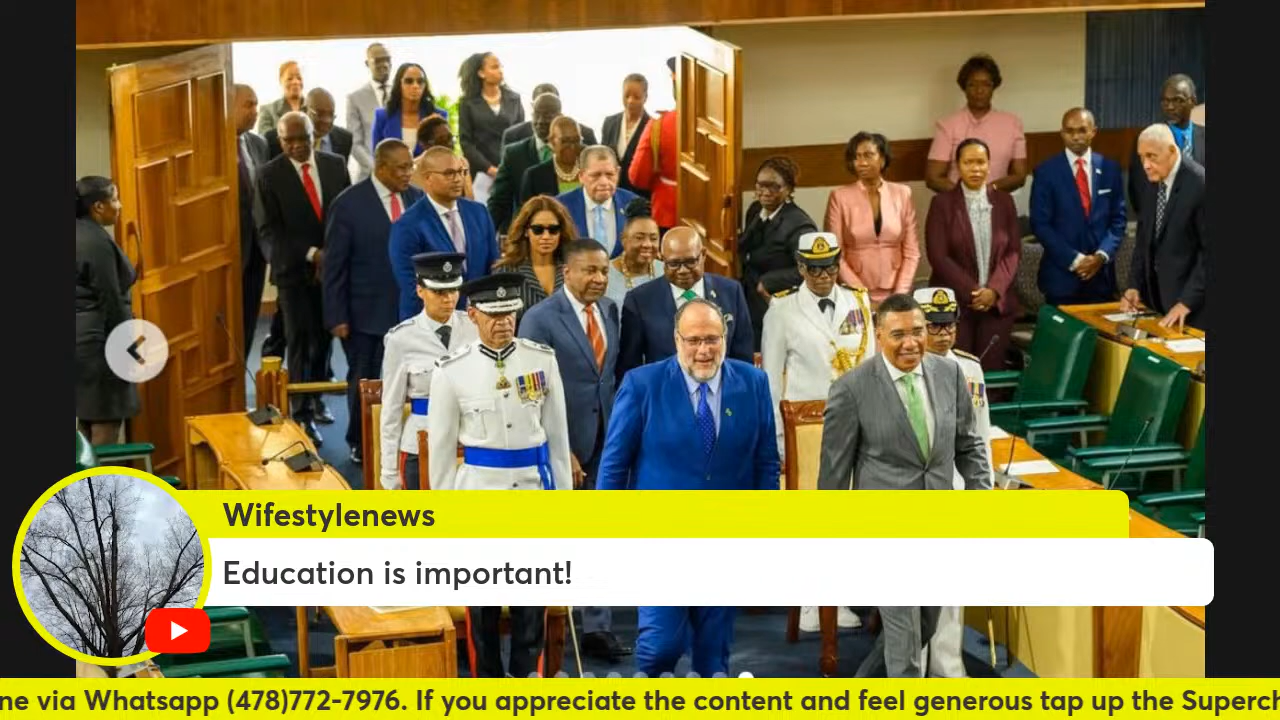 Wifestylenews
Education is important!
ne via Whatsapp (478)772-7976. If you appreciate the content and feel generous tap up the Superch